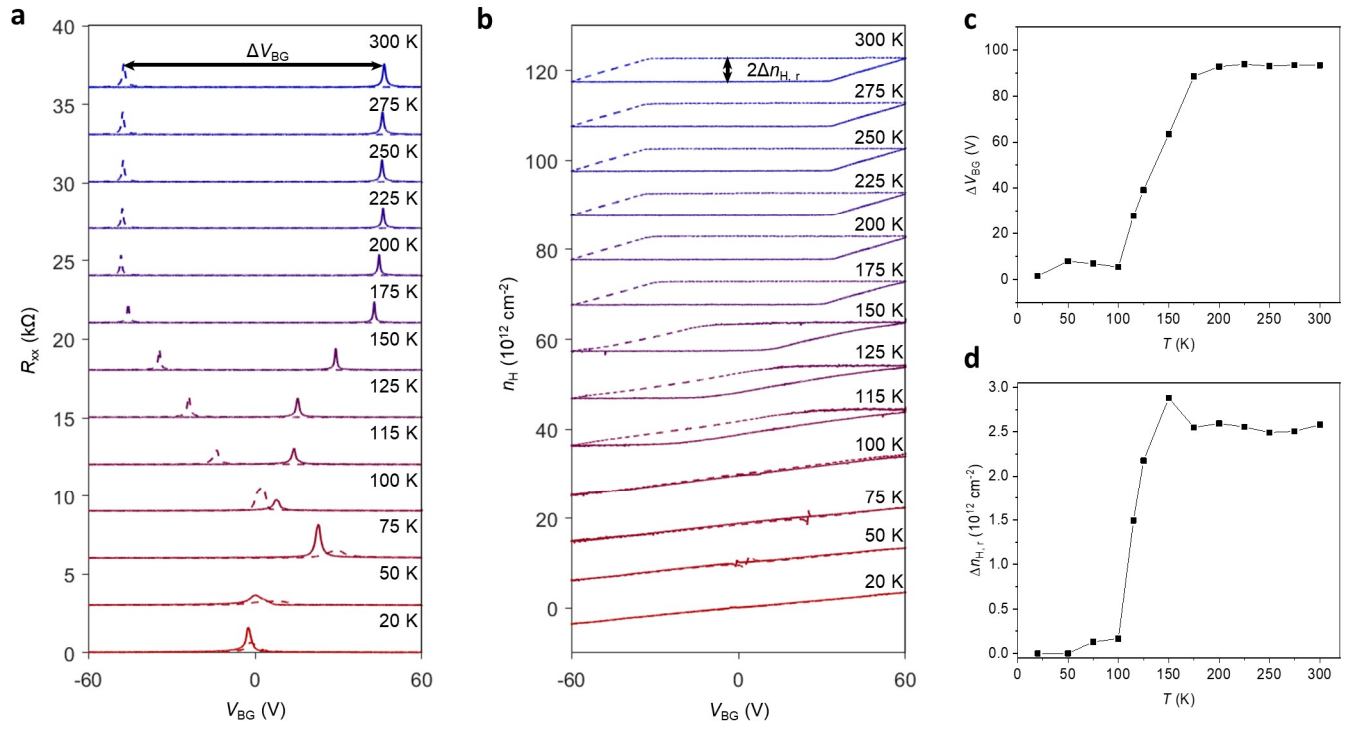 a
40
35
30
25
20
15
10
5
0
R_xx (kΩ)
300 K
ΔV_BG
275 K
250 K
225 K
200 K
175 K
150 K
125 K
115 K
100 K
75 K
50 K
20 K
-60 0 60
V_BG (V)
b
120
100
80
60
40
20
0
n_H (10^12 cm^-2)
300 K
2Δn_H, r
275 K
250 K
225 K
200 K
175 K
150 K
125 K
115 K
100 K
75 K
50 K
20 K
-60 0 60
V_BG (V)
c
100
80
60
40
20
0
ΔV_BG (V)
0 50 100 150 200 250 300
T (K)
d
3.0
2.5
2.0
1.5
1.0
0.5
0.0
Δn_H, r (10^12 cm^-2)
0 50 100 150 200 250 300
T (K)